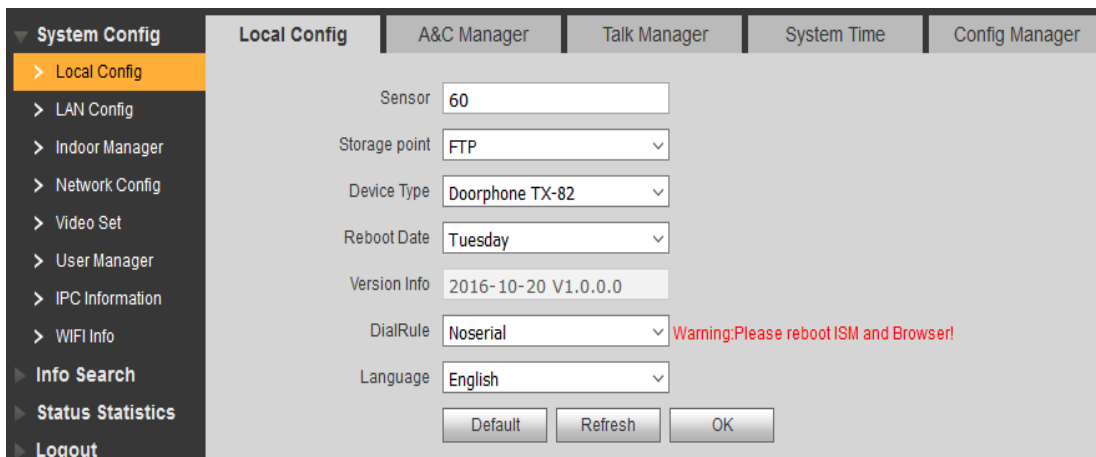 System Config
Local Config
LAN Config
Indoor Manager
Network Config
Video Set
User Manager
IPC Information
WIFI Info
Info Search
Status Statistics
Logout
Local Config A&C Manager Talk Manager System Time Config Manager
Sensor 60
Storage point FTP
Device Type Doorphone TX-82
Reboot Date Tuesday
Version Info 2016-10-20 V1.0.0.0
DialRule Noserial Warning:Please reboot ISM and Browser!
Language English
Default Refresh OK